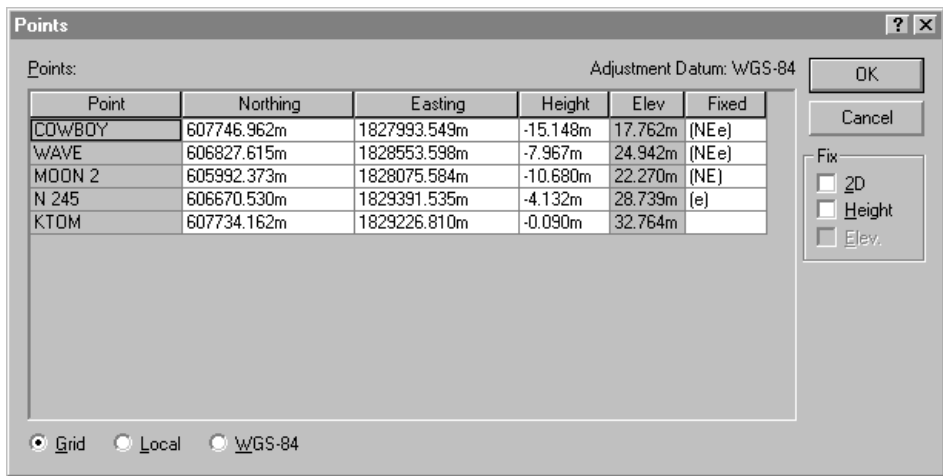 Points
Points: Adjustment Datum: WGS-84
OK
Cancel
Point Northing Easting Height Elev Fixed
COWBOY 607746.962m 1827993.549m -15.148m 17.762m (NEe)
WAVE 606827.615m 1828553.598m -7.967m 24.942m (NEe)
MOON 2 605992.373m 1828075.584m -10.680m 22.270m (NE)
N 245 606670.530m 1829391.535m -4.132m 28.739m (e)
KTOM 607734.162m 1829226.810m -0.090m 32.764m
Fix
2D
Height
Elev.
Grid Local WGS-84